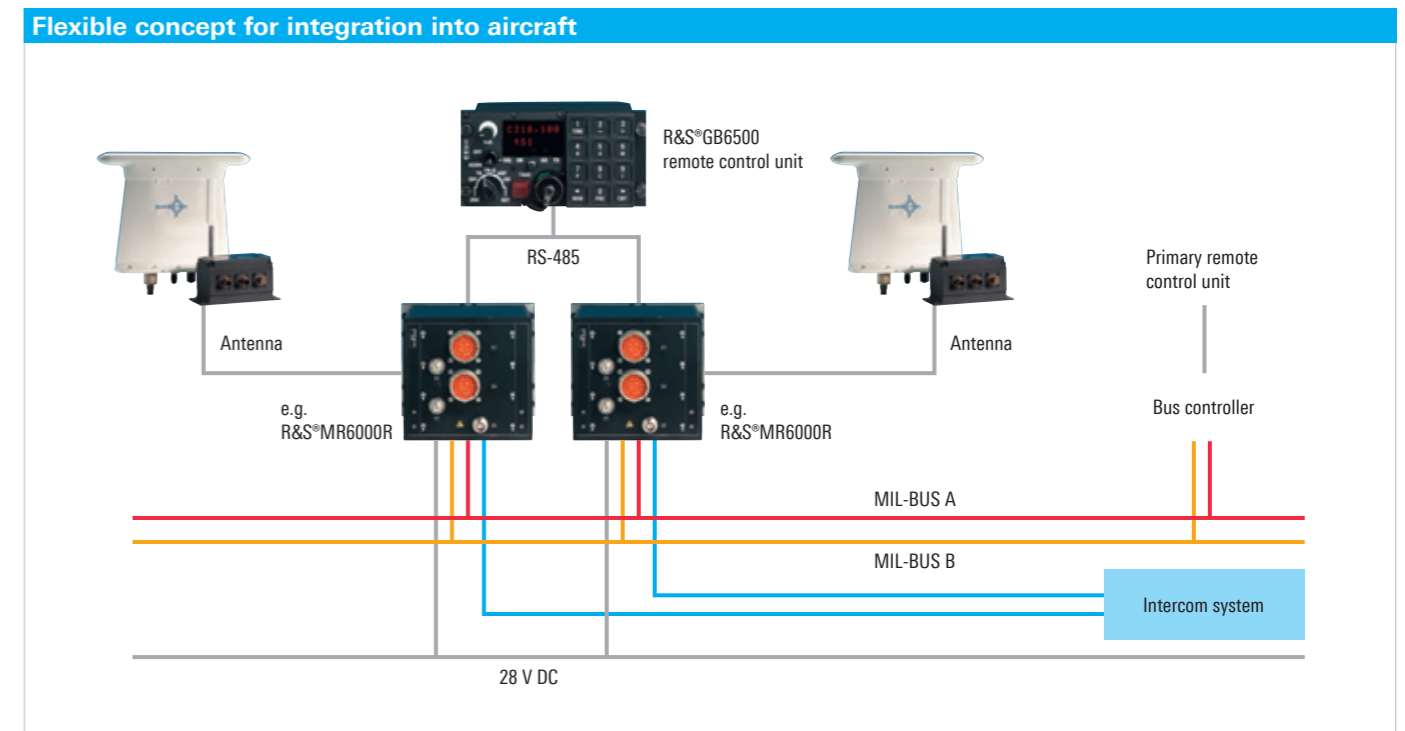 Flexible concept for integration into aircraft
R&S®GB6500
remote control unit
RS-485
Primary remote
control unit
Antenna
Antenna
e.g.
R&S®MR6000R
e.g.
R&S®MR6000R
Bus controller
MIL-BUS A
MIL-BUS B
Intercom system
28 V DC